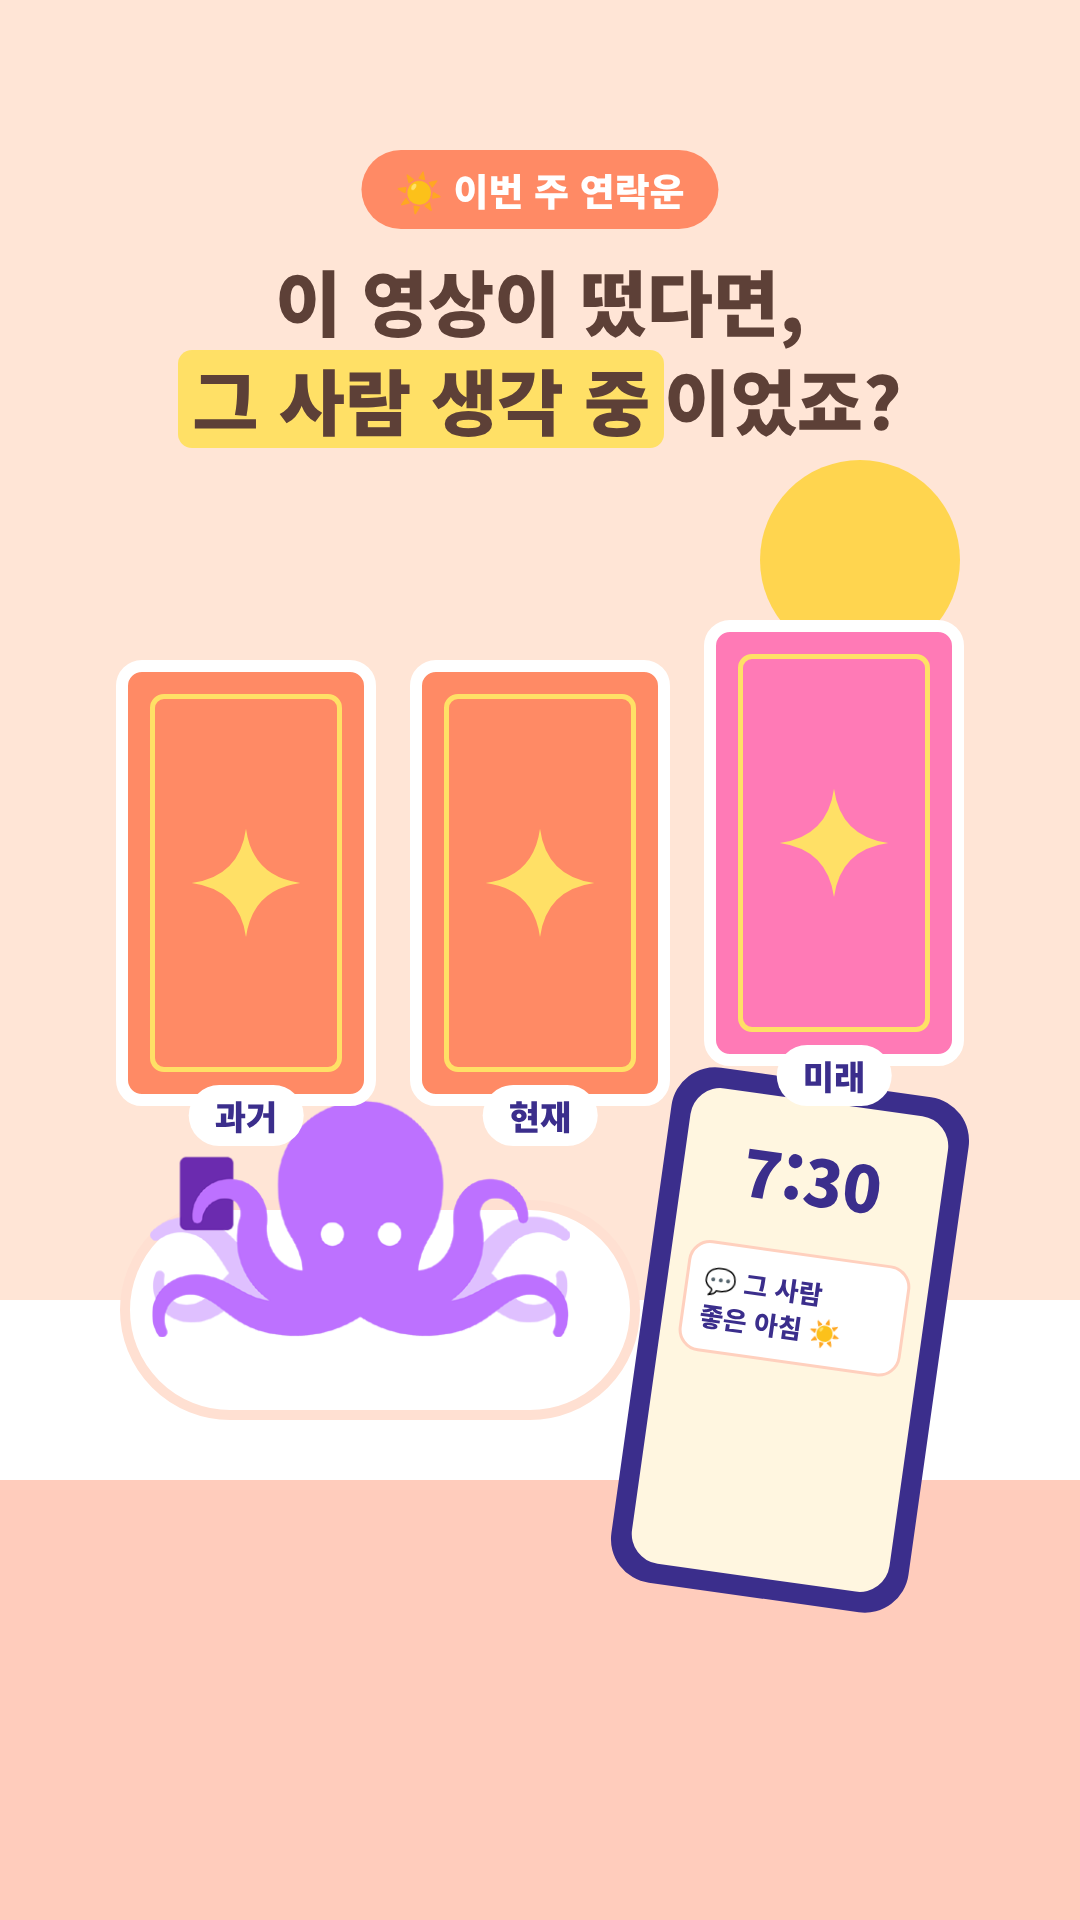 ☀️ 이번 주 연락운
이 영상이 떴다면,
그 사람 생각 중이었죠?
과거
현재
미래
7:30
💬 그 사람
좋은 아침 ☀️